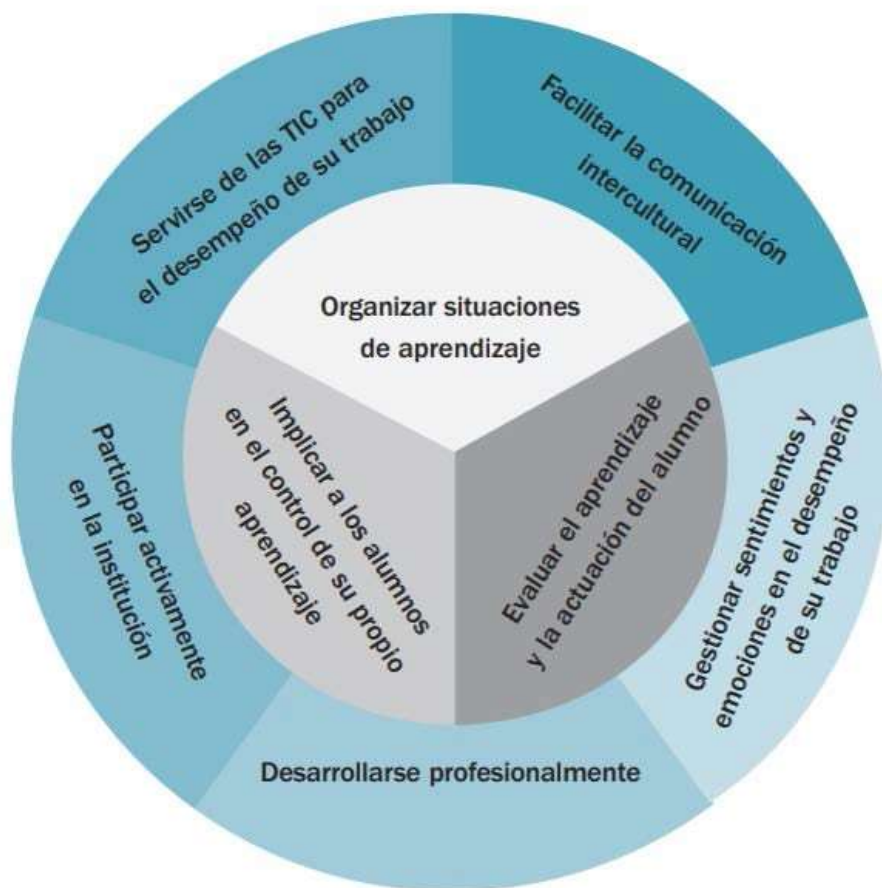 Servirse de las TIC para
el desempeño de su trabajo
Facilitar la comunicación
intercultural
Organizar situaciones
de aprendizaje
Implicar a los alumnos
en el control de su propio
aprendizaje
Evaluar el aprendizaje
y la actuación del alumno
Participar activamente
en la institución
Gestionar sentimientos y
emociones en el desempeño
de su trabajo
Desarrollarse profesionalmente